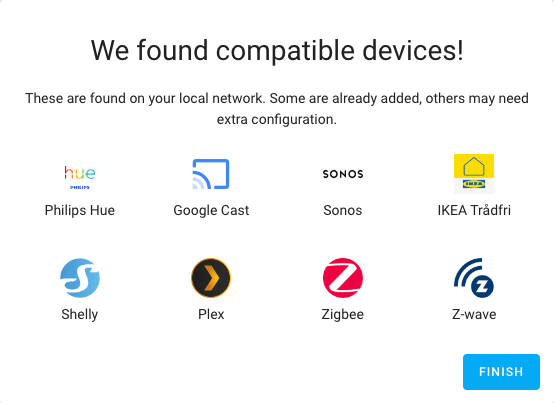 We found compatible devices!
These are found on your local network. Some are already added, others may need
extra configuration.
hue
PHILIPS
SONOS
IKEA
Philips Hue
Google Cast
Sonos
IKEA Trådfri
Shelly
Plex
Zigbee
Z-wave
FINISH